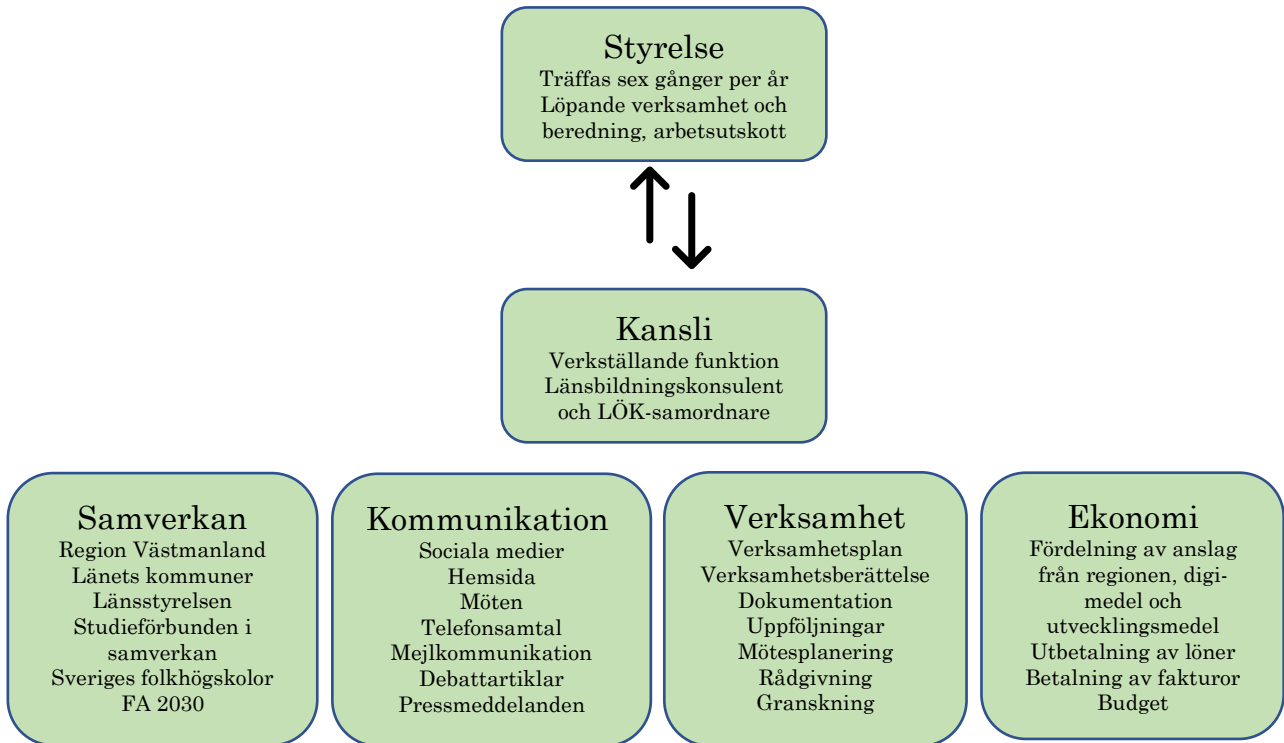 Styrelse
Träffas sex gånger per år
Löpande verksamhet och
beredning, arbetsutskott
Kansli
Verkställande funktion
Länsbildningskonsulent
och LÖK-samordnare
Samverkan
Region Västmanland
Länets kommuner
Länsstyrelsen
Studieförbunden i
samverkan
Sveriges folkhögskolor
FA 2030
Kommunikation
Sociala medier
Hemsida
Möten
Telefonsamtal
Mejlkommunikation
Debattartiklar
Pressmeddelanden
Verksamhet
Verksamhetsplan
Verksamhetsberättelse
Dokumentation
Uppföljningar
Mötesplanering
Rådgivning
Granskning
Ekonomi
Fördelning av anslag
från regionen, digi-
medel och
utvecklingsmedel
Utbetalning av löner
Betalning av fakturor
Budget